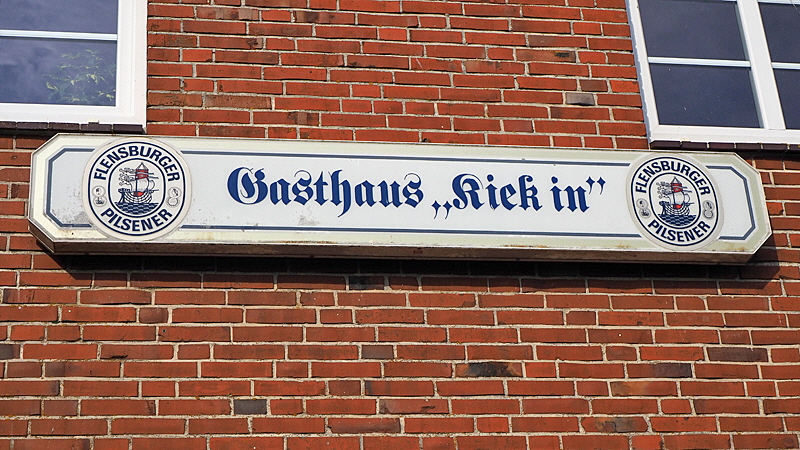 FLENSBURGER
PILSENER
Gasthaus „Kiek in”
FLENSBURGER
PILSENER